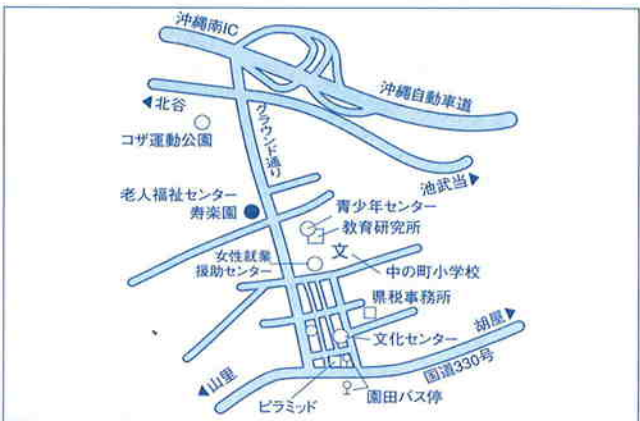 沖縄南IC
沖縄自動車道
北谷
コザ運動公園
グラウンド通り
池武当
老人福祉センター
寿楽園
青少年センター
教育研究所
女性就業
援助センター
文
中の町小学校
県税事務所
胡屋
文化センター
国道330号
山里
ピラミッド
園田バス停